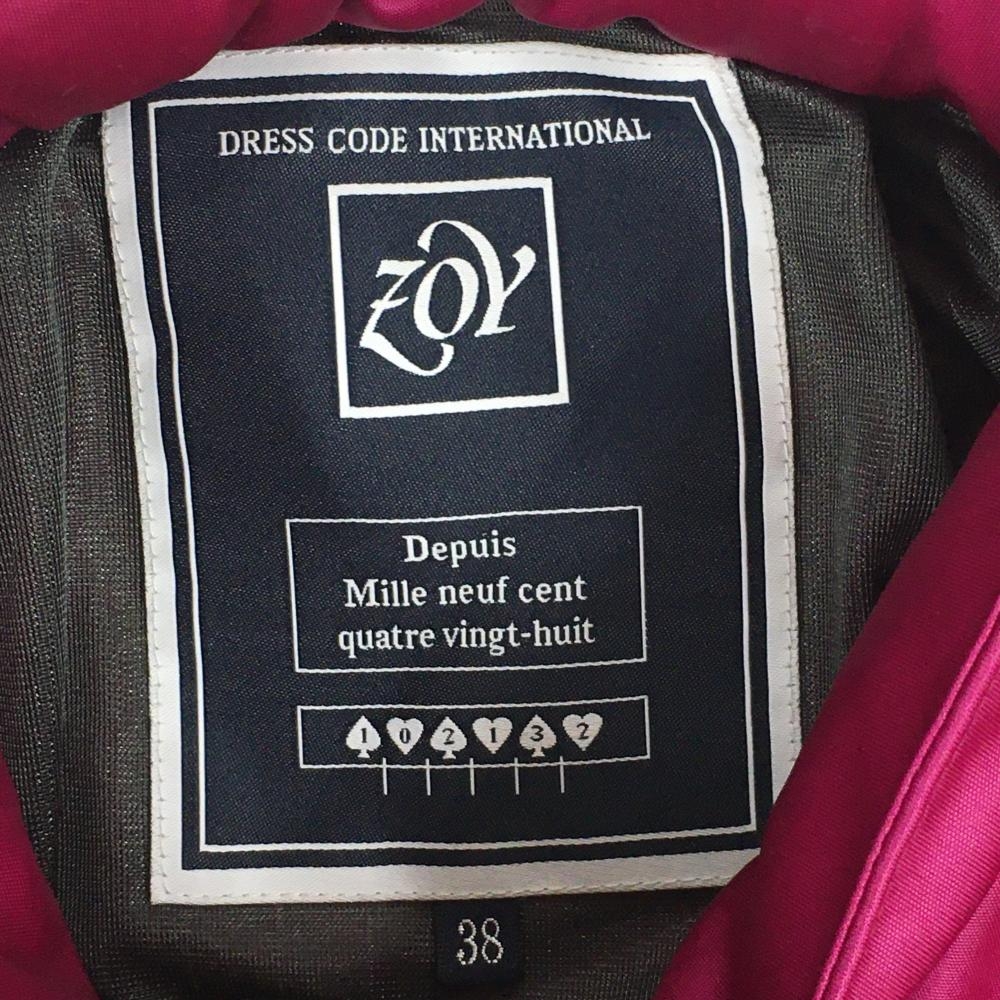 DRESS CODE INTERNATIONAL
ZOY
Depuis
Mille neuf cent
quatre vingt-huit
1 0 2 1 3 2
38